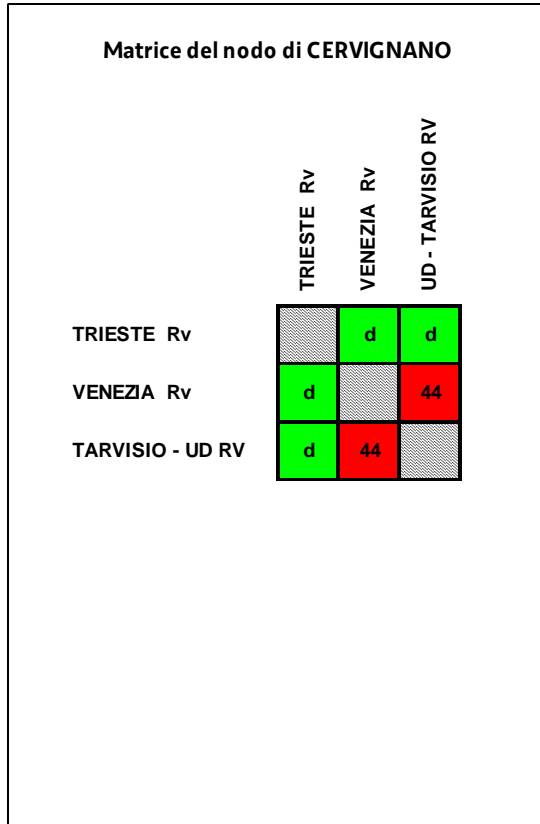 Matrice del nodo di CERVIGNANO
TRIESTE Rv
VENEZIA Rv
UD - TARVISIO RV
TRIESTE Rv d d
VENEZIA Rv d 44
TARVISIO - UD RV d 44